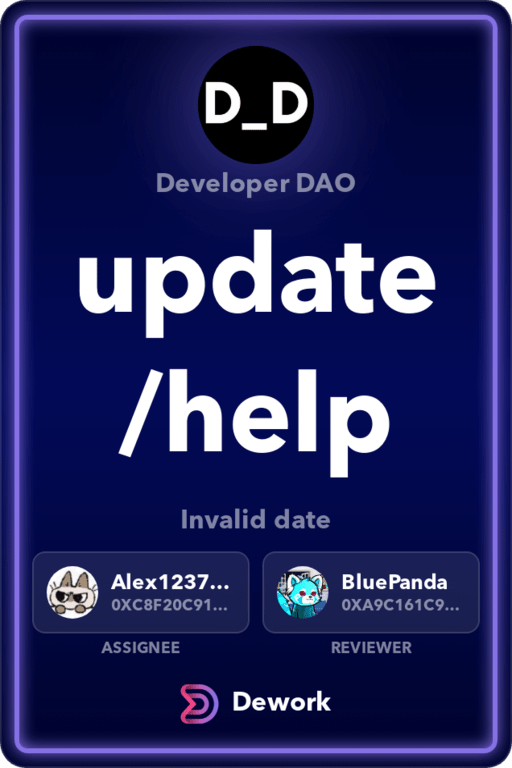 D_D
Developer DAO
update
/help
Invalid date
Alex1237...
0XC8F20C91...
ASSIGNEE
BluePanda
0XA9C161C9...
REVIEWER
Dework